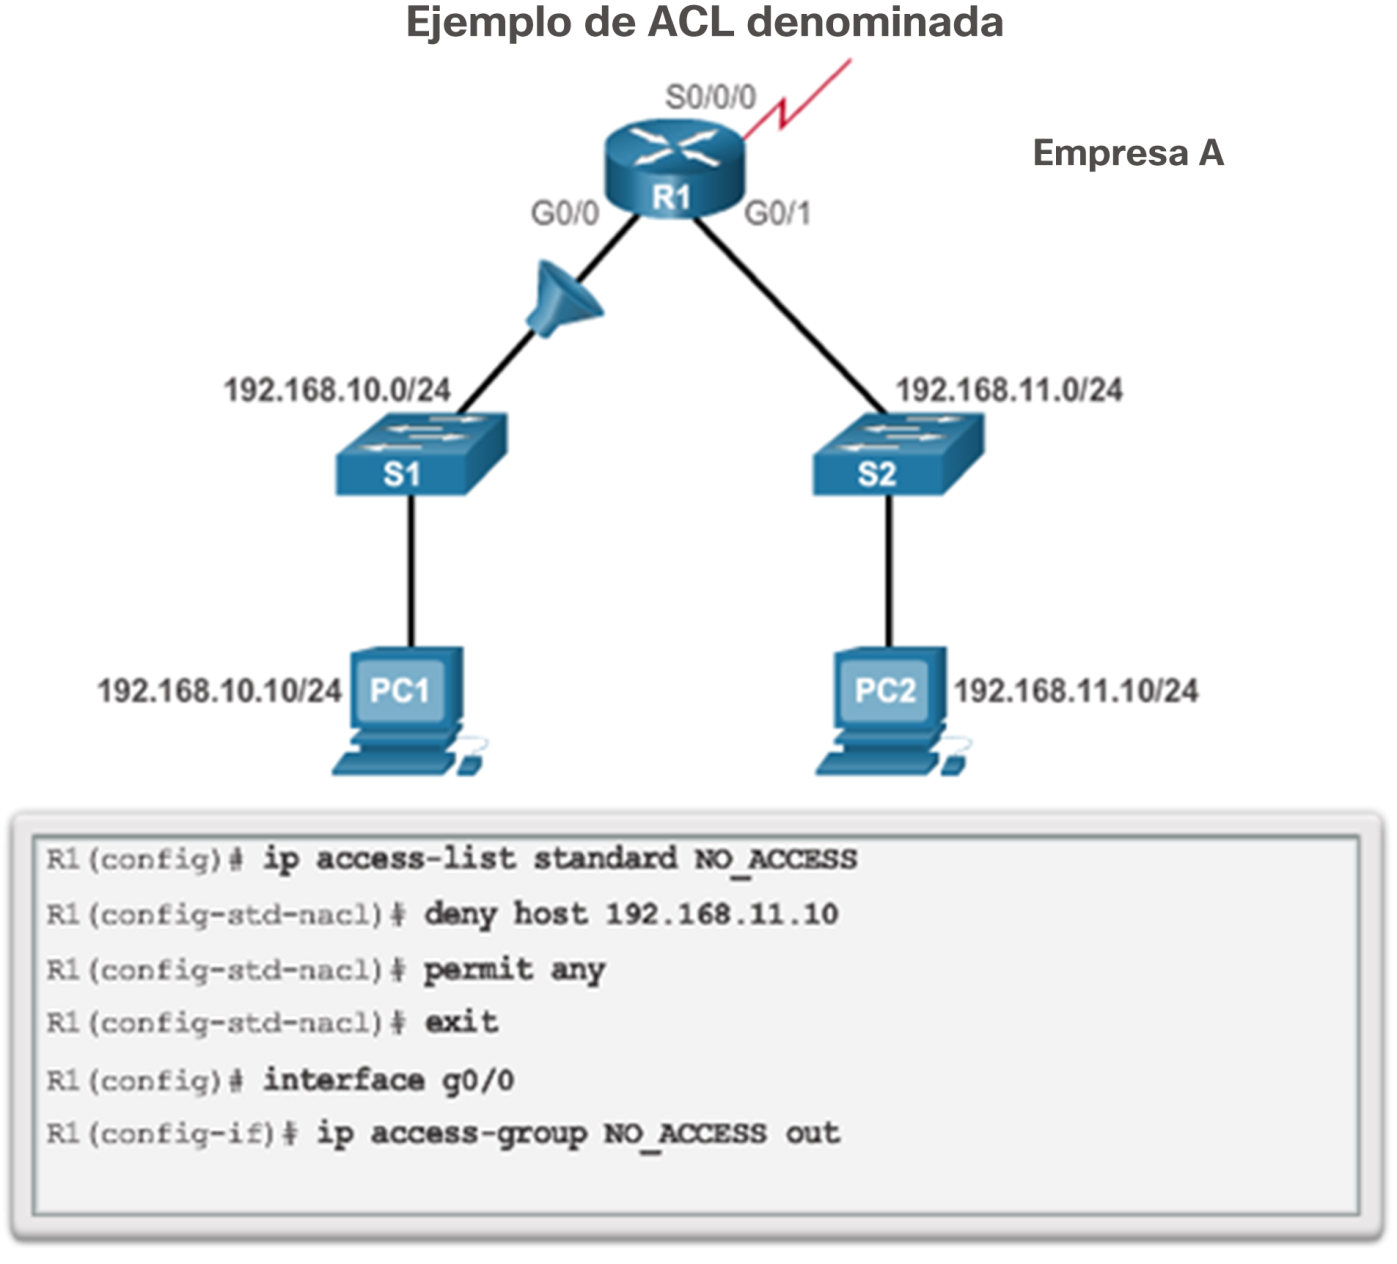 Ejemplo de ACL denominada
S0/0/0
Empresa A
R1
G0/0
G0/1
192.168.10.0/24
192.168.11.0/24
S1
S2
192.168.10.10/24
PC1
PC2
192.168.11.10/24
R1(config)# ip access-list standard NO_ACCESS
R1(config-std-nacl)# deny host 192.168.11.10
R1(config-std-nacl)# permit any
R1(config-std-nacl)# exit
R1(config)# interface g0/0
R1(config-if)# ip access-group NO_ACCESS out